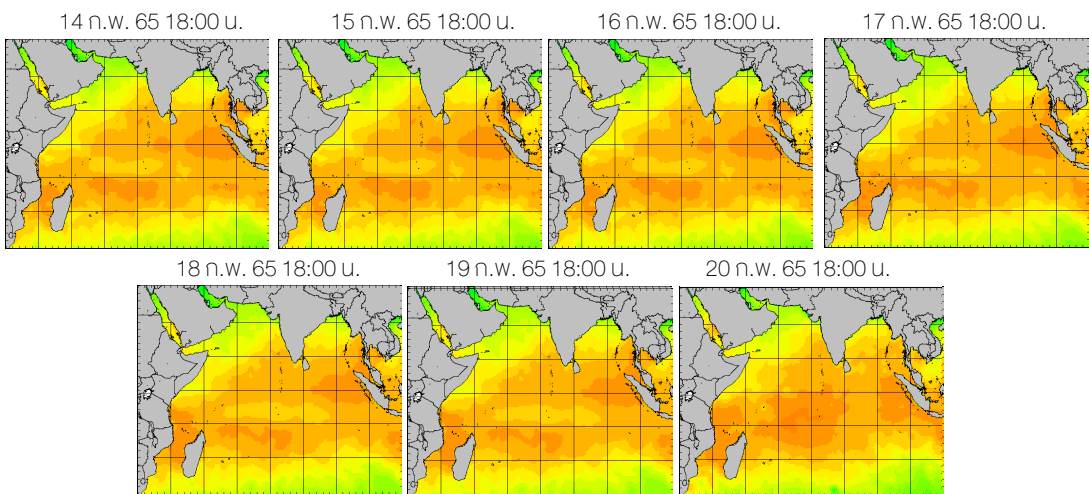 14 ก.พ. 65 18:00 น.
15 ก.พ. 65 18:00 น.
16 ก.พ. 65 18:00 น.
17 ก.พ. 65 18:00 น.
18 ก.พ. 65 18:00 น.
19 ก.พ. 65 18:00 น.
20 ก.พ. 65 18:00 น.